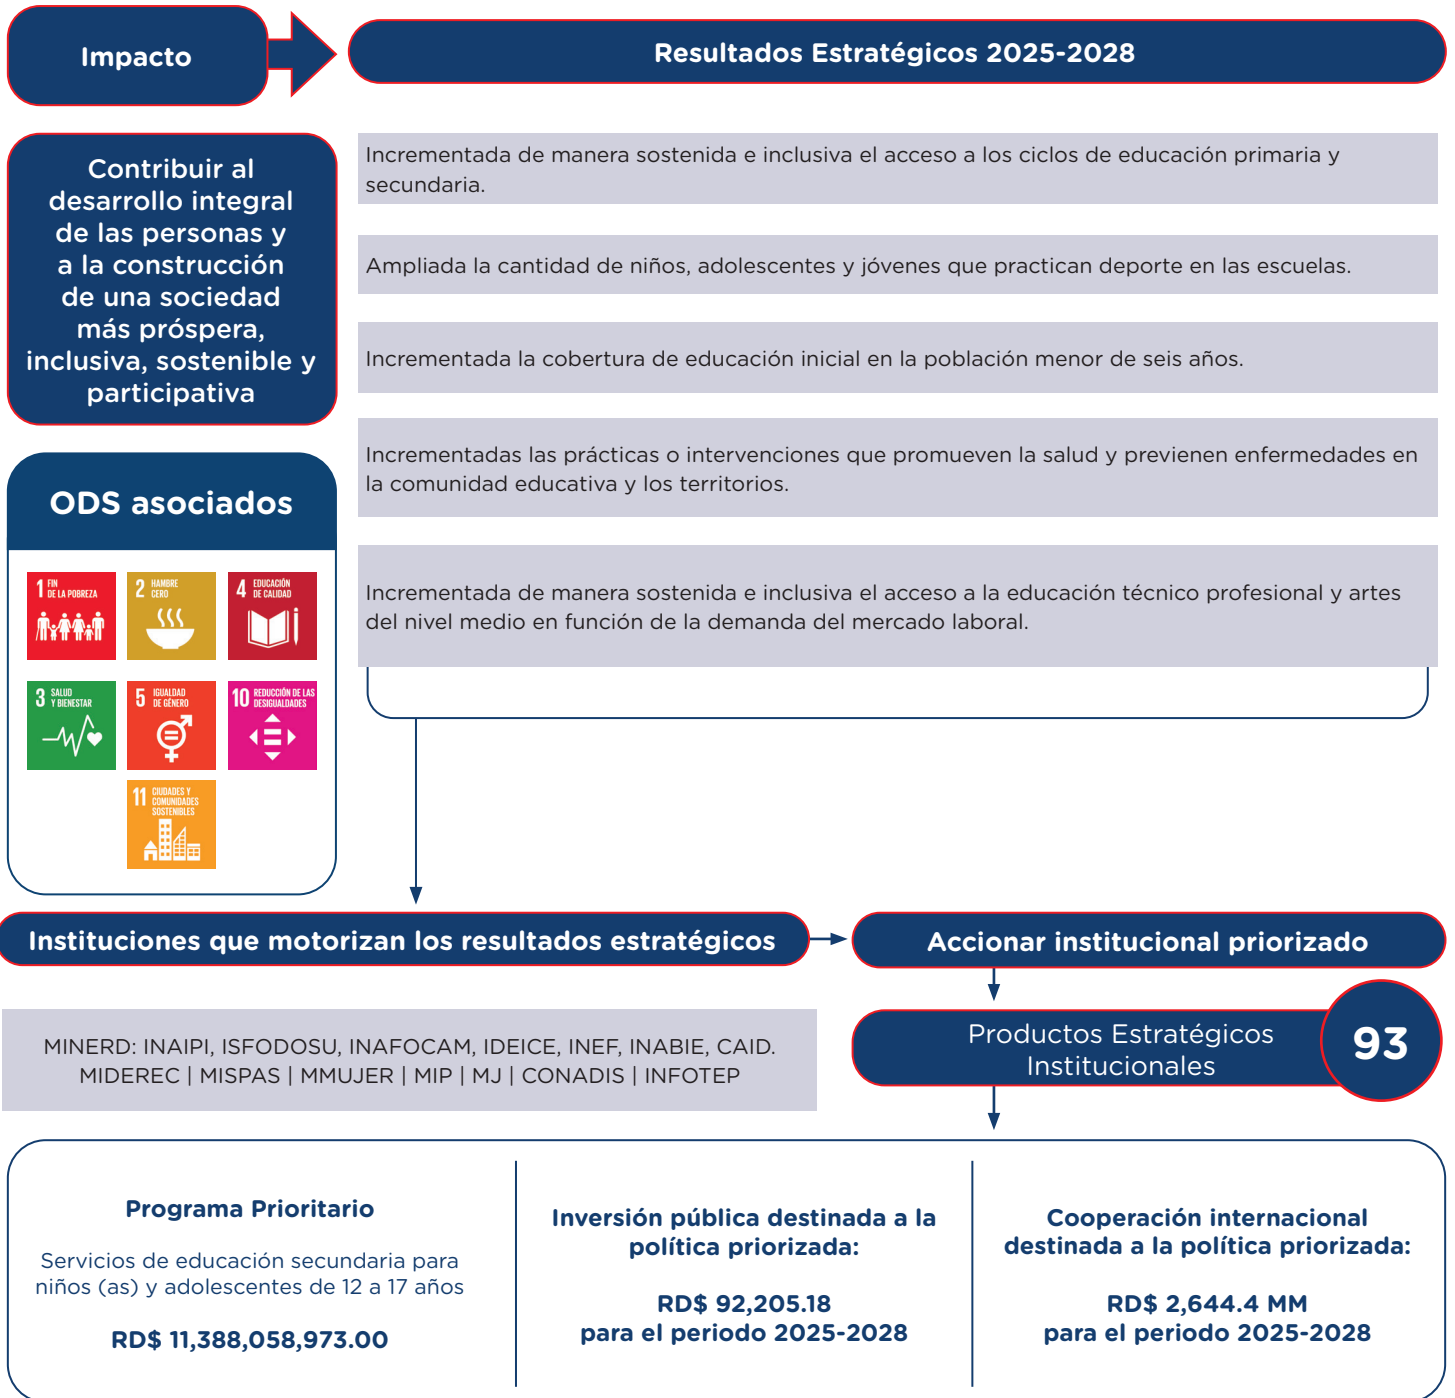 Impacto
Resultados Estratégicos 2025-2028
Contribuir al
desarrollo integral
de las personas y
a la construcción
de una sociedad
más próspera,
inclusiva, sostenible y
participativa
Incrementada de manera sostenida e inclusiva el acceso a los ciclos de educación primaria y
secundaria.
Ampliada la cantidad de niños, adolescentes y jóvenes que practican deporte en las escuelas.
Incrementada la cobertura de educación inicial en la población menor de seis años.
Incrementadas las prácticas o intervenciones que promueven la salud y previenen enfermedades en
la comunidad educativa y los territorios.
Incrementada de manera sostenida e inclusiva el acceso a la educación técnico profesional y artes
del nivel medio en función de la demanda del mercado laboral.
ODS asociados
1 FIN
DE LA POBREZA
2 HAMBRE
CERO
4 EDUCACIÓN
DE CALIDAD
3 SALUD
Y BIENESTAR
5 IGUALDAD
DE GÉNERO
10 REDUCCIÓN DE LAS
DESIGUALDADES
11 CIUDADES Y
COMUNIDADES
SOSTENIBLES
Instituciones que motorizan los resultados estratégicos
Accionar institucional priorizado
MINERD: INAIPI, ISFODOSU, INAFOCAM, IDEICE, INEF, INABIE, CAID.
MIDEREC | MISPAS | MMUJER | MIP | MJ | CONADIS | INFOTEP
Productos Estratégicos
Institucionales
93
Programa Prioritario
Servicios de educación secundaria para
niños (as) y adolescentes de 12 a 17 años
RD$ 11,388,058,973.00
Inversión pública destinada a la
política priorizada:
RD$ 92,205.18
para el periodo 2025-2028
Cooperación internacional
destinada a la política priorizada:
RD$ 2,644.4 MM
para el periodo 2025-2028